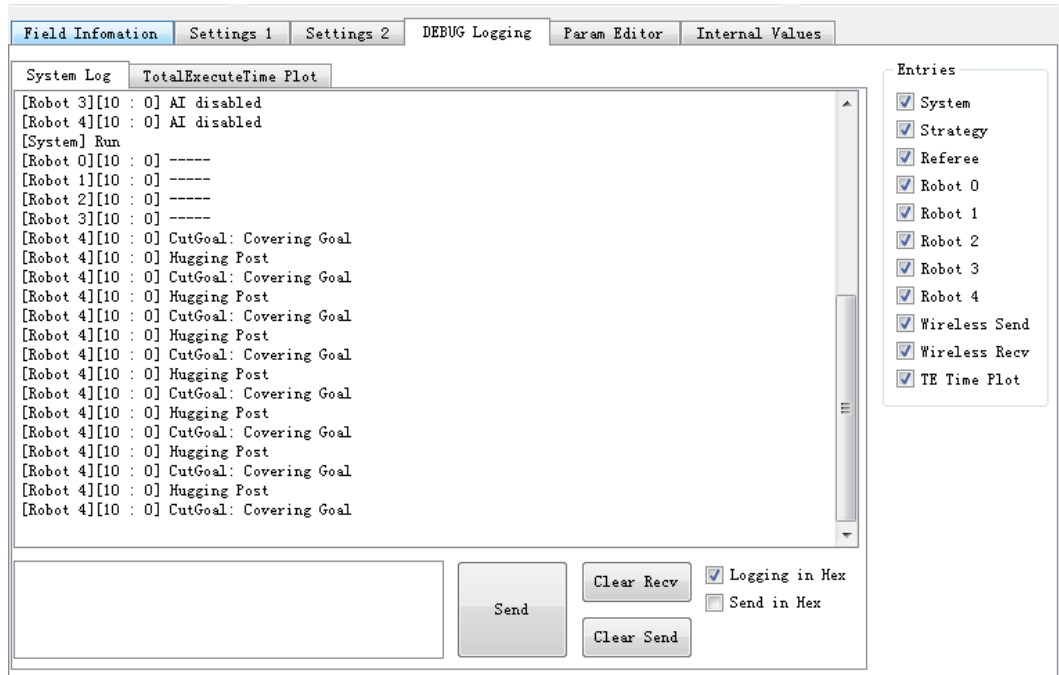 Field Infomation Settings 1 Settings 2 DEBUG Logging Param Editor Internal Values
System Log TotalExecuteTime Plot
[Robot 3][10 : 0] AI disabled
[Robot 4][10 : 0] AI disabled
[System] Run
[Robot 0][10 : 0] -----
[Robot 1][10 : 0] -----
[Robot 2][10 : 0] -----
[Robot 3][10 : 0] -----
[Robot 4][10 : 0] CutGoal: Covering Goal
[Robot 4][10 : 0] Hugging Post
[Robot 4][10 : 0] CutGoal: Covering Goal
[Robot 4][10 : 0] Hugging Post
[Robot 4][10 : 0] CutGoal: Covering Goal
[Robot 4][10 : 0] Hugging Post
[Robot 4][10 : 0] CutGoal: Covering Goal
[Robot 4][10 : 0] Hugging Post
[Robot 4][10 : 0] CutGoal: Covering Goal
[Robot 4][10 : 0] Hugging Post
[Robot 4][10 : 0] CutGoal: Covering Goal
[Robot 4][10 : 0] Hugging Post
[Robot 4][10 : 0] CutGoal: Covering Goal
[Robot 4][10 : 0] Hugging Post
[Robot 4][10 : 0] CutGoal: Covering Goal
Send
Clear Recv
Clear Send
Logging in Hex
Send in Hex
Entries
System
Strategy
Referee
Robot 0
Robot 1
Robot 2
Robot 3
Robot 4
Wireless Send
Wireless Recv
TE Time Plot